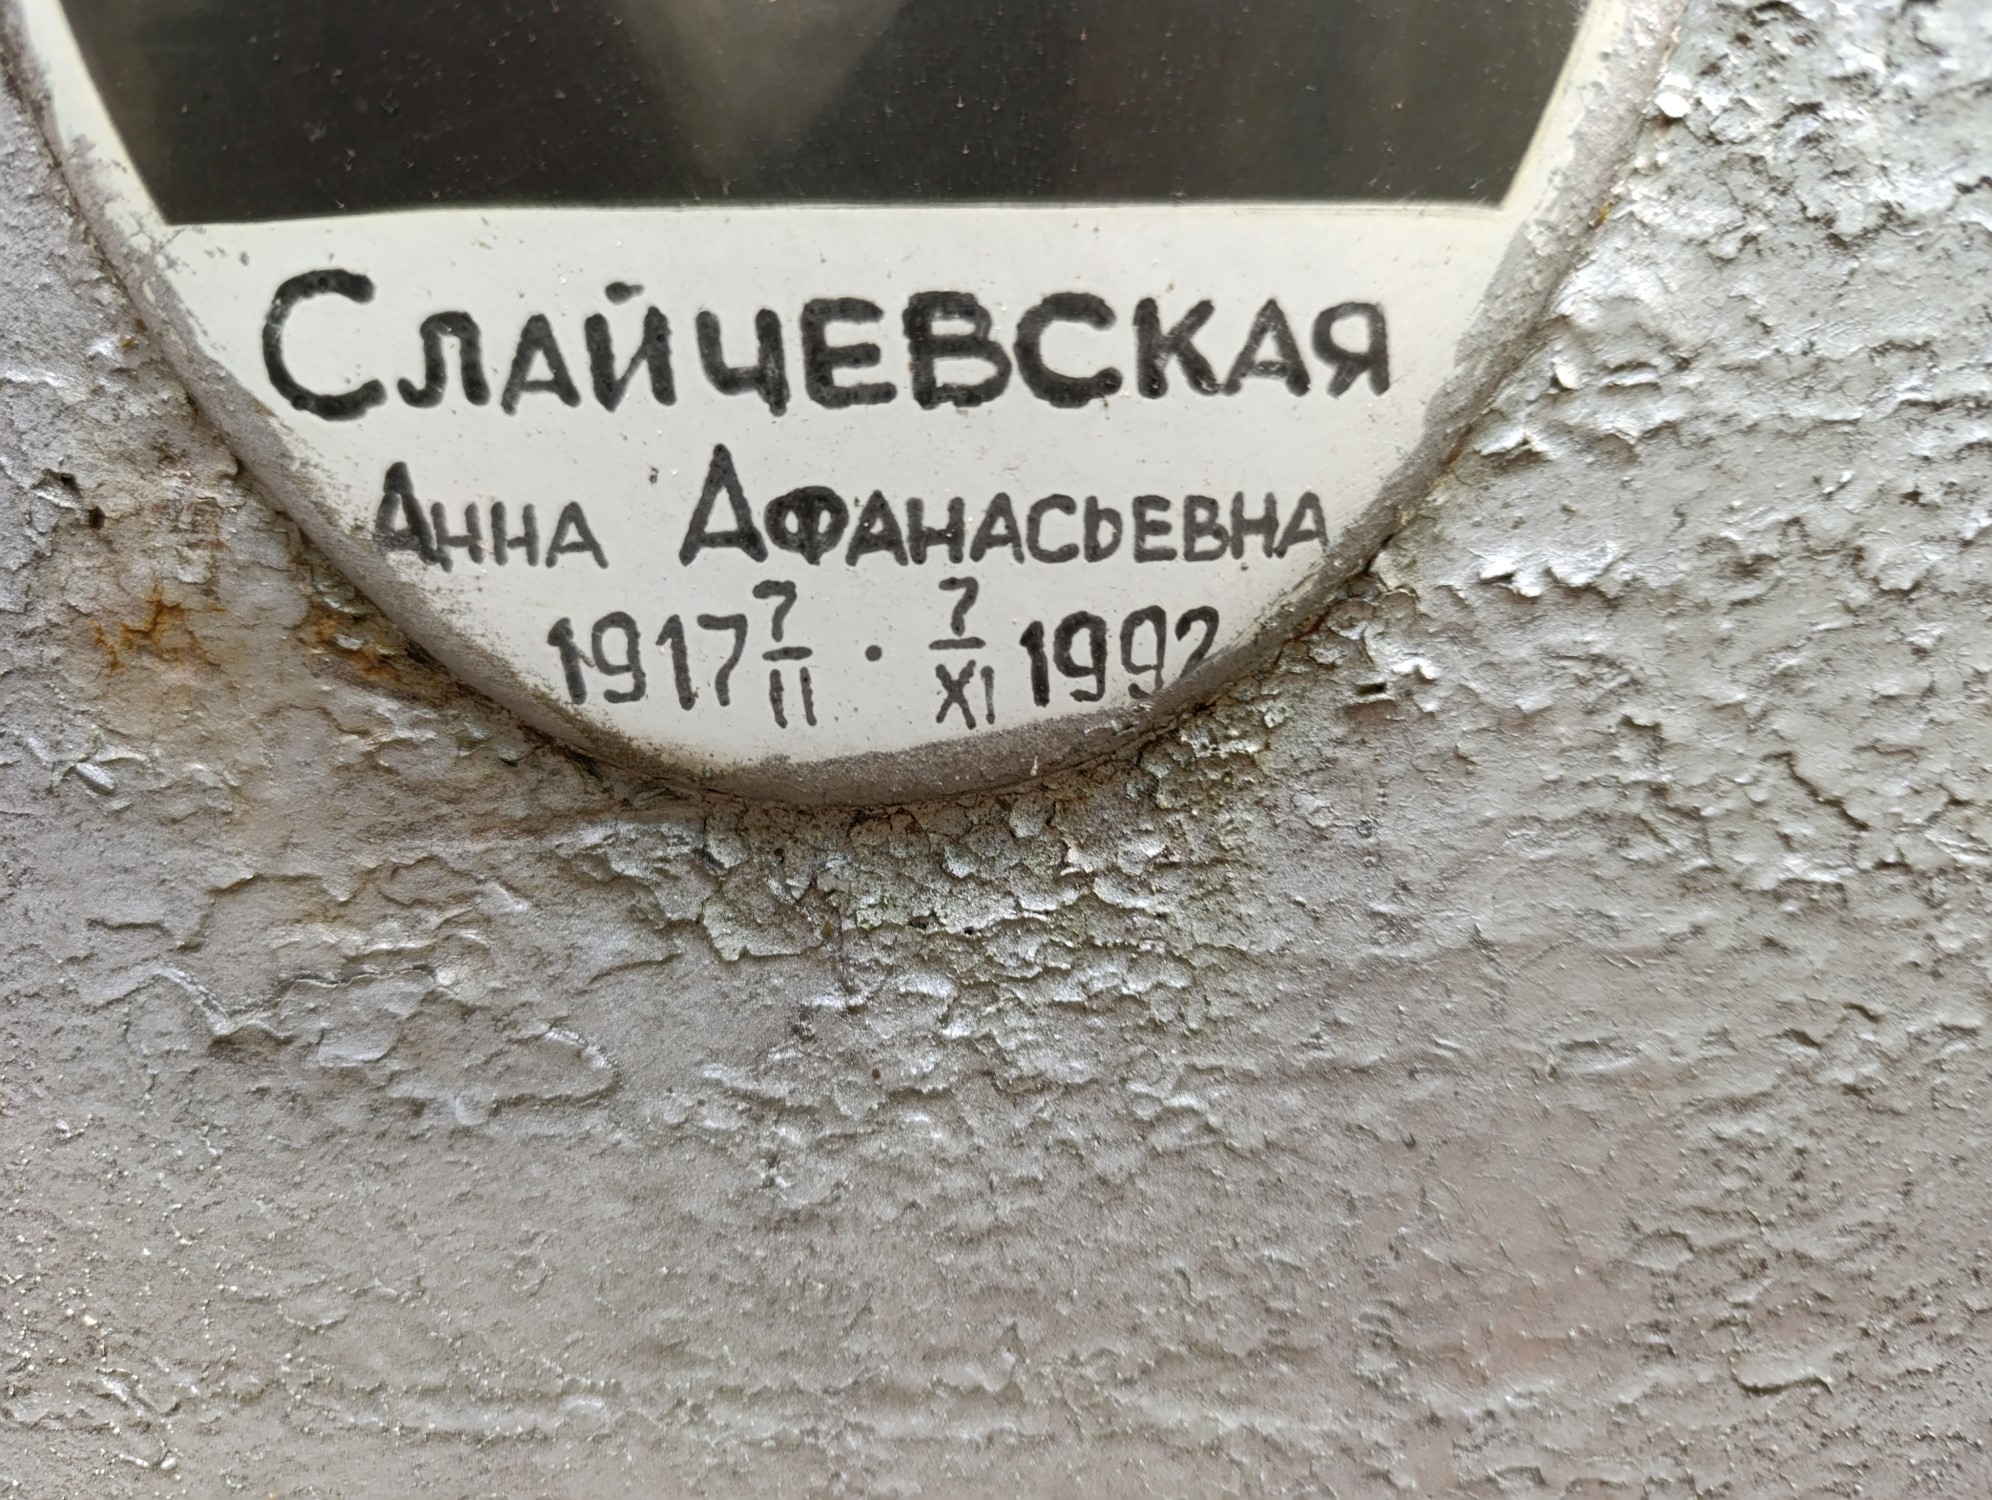 Слайчевская
Анна Афанасьевна
1917 7/II · 7/XI 1992